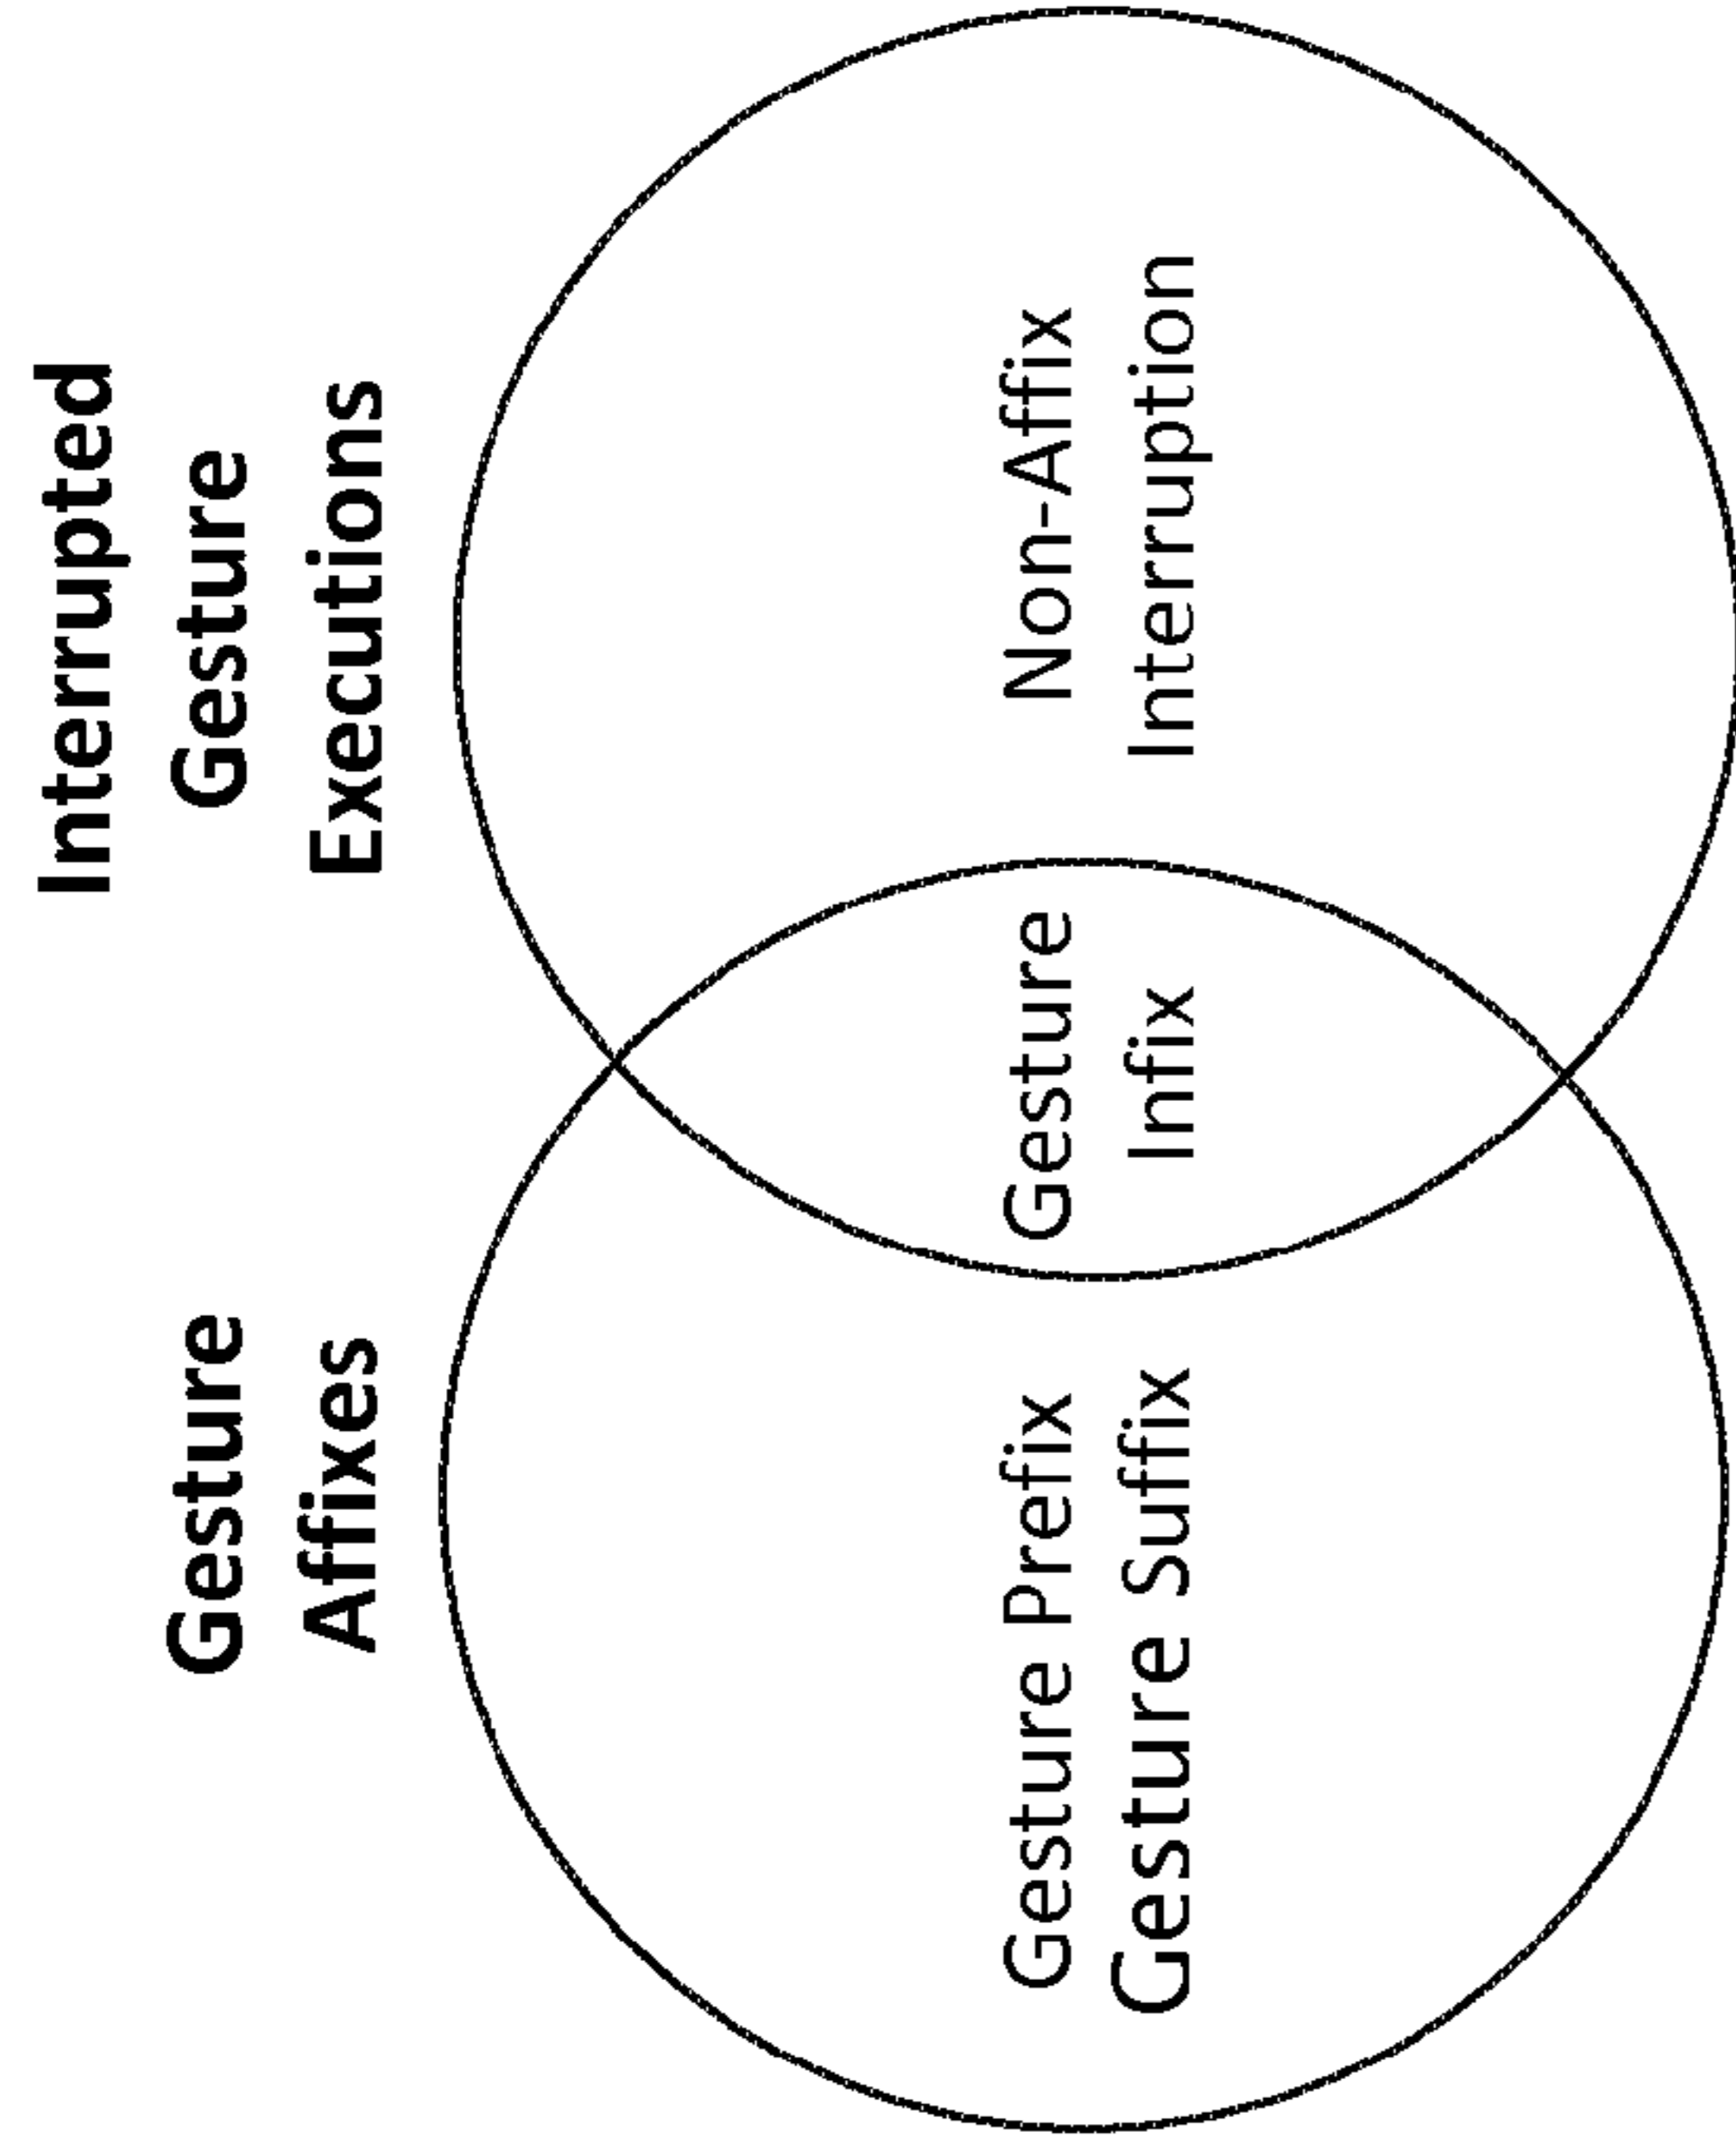 Gesture
Affixes
Interrupted
Gesture
Executions
Gesture Prefix
Gesture Suffix
Gesture
Infix
Non-Affix
Interruption